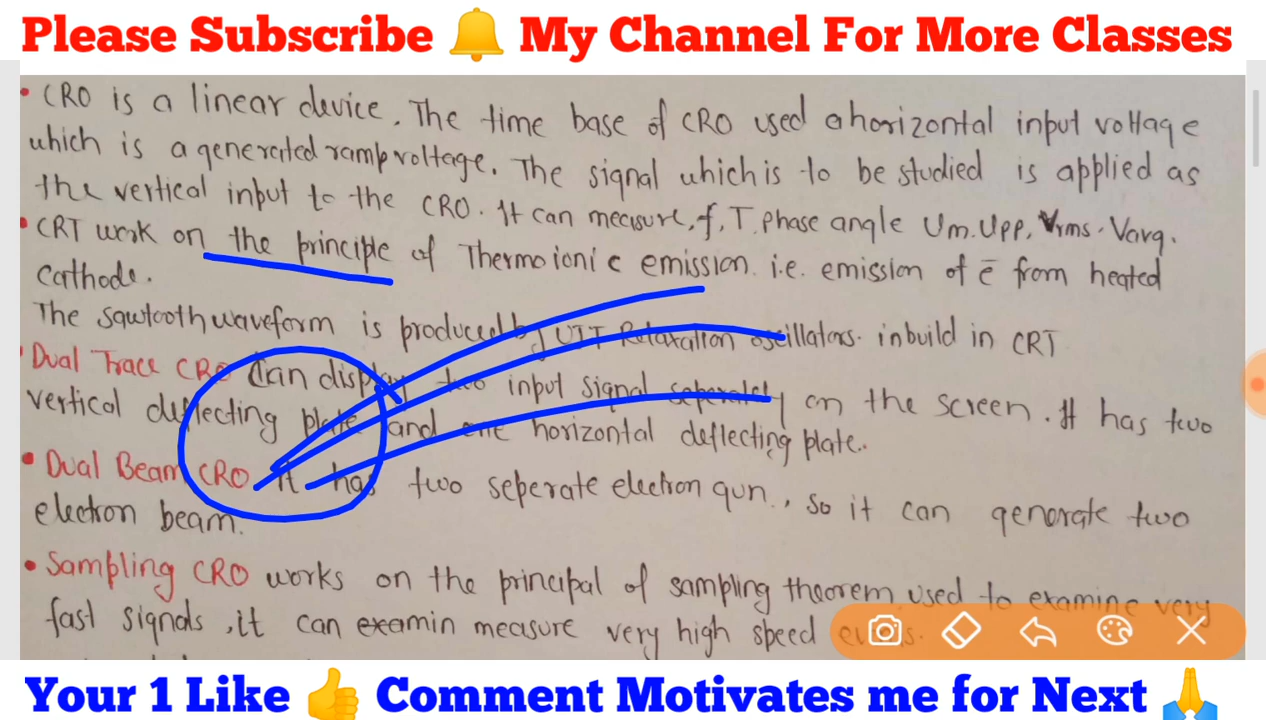 Please Subscribe 🔔 My Channel For More Classes
• CRO is a linear device. The time base of CRO used a horizontal input voltage
which is a generated ramp voltage. The signal which is to be studied is applied as
the vertical input to the CRO. It can measure, f, T. phase angle Um. Upp, Vrms. Varg.
• CRT work on the principle of Thermoionic emission. i.e. emission of ē from heated
cathode.
The sawtooth waveform is produced by UJT Relaxation oscillators. inbuild in CRT
• Dual Trace CRO Can display two input signal seperately on the screen. It has two
vertical deflecting plate and one horizontal deflecting plate.
• Dual Beam CRO. it has two seperate electron gun., so it can generate two
electron beam.
• Sampling CRO works on the principal of sampling theorem used to examine very
fast signals, it can examin measure very high speed
Your 1 Like 👍 Comment Motivates me for Next 🙏